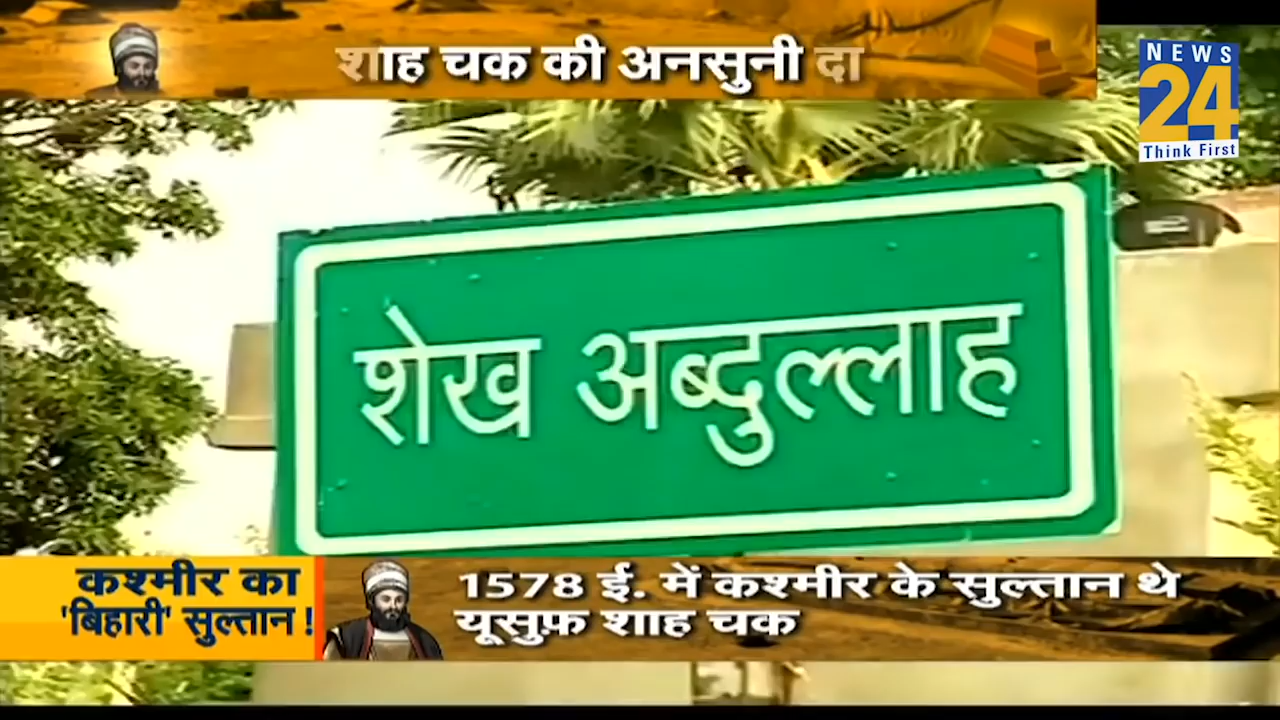 शाह चक की अनसुनी दा
NEWS
24
Think First
शेख अब्दुल्लाह
कश्मीर का
'बिहारी' सुल्तान !
1578 ई. में कश्मीर के सुल्तान थे
यूसुफ़ शाह चक